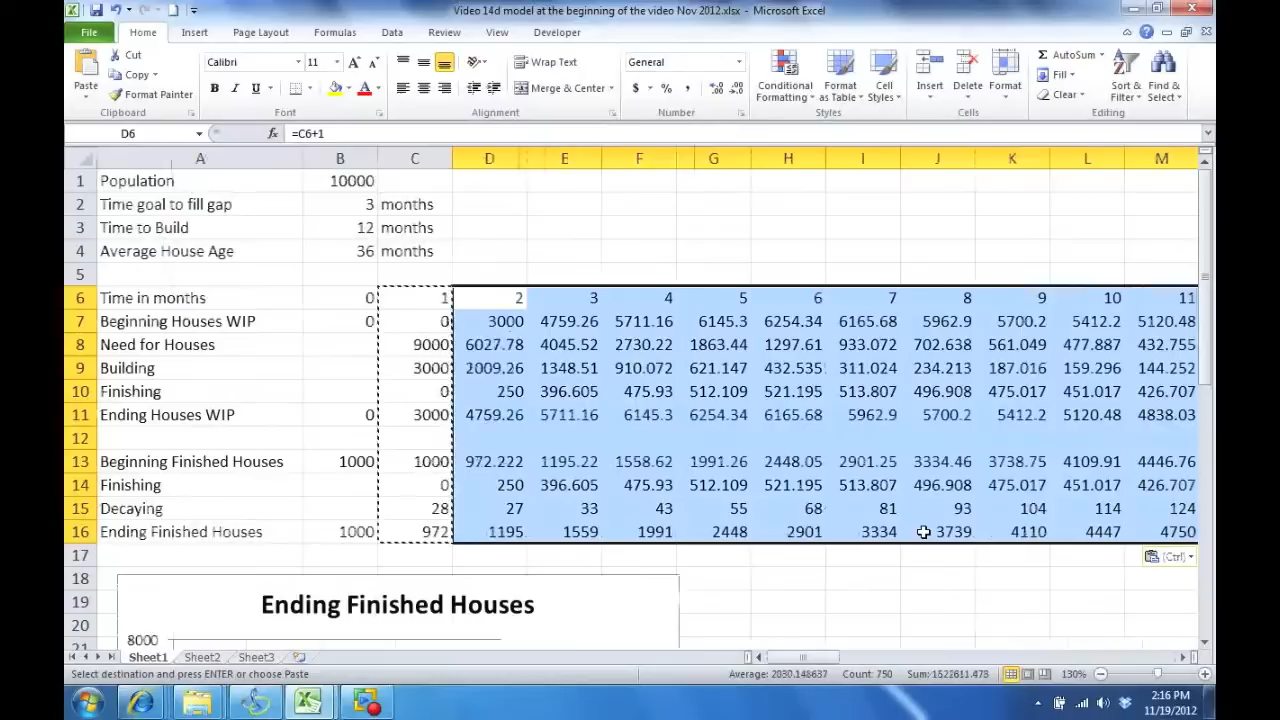 Video 14d model at the beginning of the video Nov 2012.xlsx - Microsoft Excel
File Home Insert Page Layout Formulas Data Review View Developer
Cut Calibri 11 Wrap Text General Σ AutoSum
Copy Fill
Paste Format Painter B I U Merge & Center $ % , Conditional Formatting Format as Table Cell Styles Insert Delete Format Clear Sort & Filter Find & Select
Clipboard Font Alignment Number Styles Cells Editing
D6 fx =C6+1
A B C D E F G H I J K L M
1 Population 10000
2 Time goal to fill gap 3 months
3 Time to Build 12 months
4 Average House Age 36 months
5
6 Time in months 0 1 2 3 4 5 6 7 8 9 10 11
7 Beginning Houses WIP 0 0 3000 4759.26 5711.16 6145.3 6254.34 6165.68 5962.9 5700.2 5412.2 5120.48
8 Need for Houses 9000 6027.78 4045.52 2730.22 1863.44 1297.61 933.072 702.638 561.049 477.887 432.755
9 Building 3000 2009.26 1348.51 910.072 621.147 432.535 311.024 234.213 187.016 159.296 144.252
10 Finishing 0 250 396.605 475.93 512.109 521.195 513.807 496.908 475.017 451.017 426.707
11 Ending Houses WIP 0 3000 4759.26 5711.16 6145.3 6254.34 6165.68 5962.9 5700.2 5412.2 5120.48 4838.03
12
13 Beginning Finished Houses 1000 1000 972.222 1195.22 1558.62 1991.26 2448.05 2901.25 3334.46 3738.75 4109.91 4446.76
14 Finishing 0 250 396.605 475.93 512.109 521.195 513.807 496.908 475.017 451.017 426.707
15 Decaying 28 27 33 43 55 68 81 93 104 114 124
16 Ending Finished Houses 1000 972 1195 1559 1991 2448 2901 3334 3739 4110 4447 4750
17 (Ctrl)
18
19 Ending Finished Houses
20
21 8000
Sheet1 Sheet2 Sheet3
Select destination and press ENTER or choose Paste Count: 750 130%
2:16 PM
11/19/2012